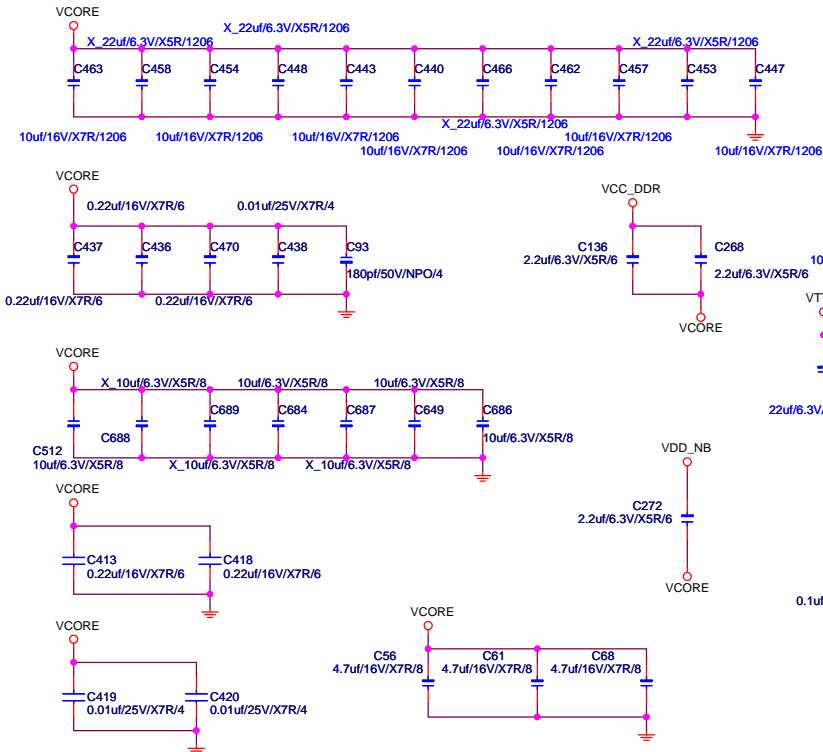 VCORE
X_22uf/6.3V/X5R/1206
X_22uf/6.3V/X5R/1206
X_22uf/6.3V/X5R/1206
C463
C458
C454
C448
C443
C440
C466
C462
C457
C453
C447
X_22uf/6.3V/X5R/1206
10uf/16V/X7R/1206
10uf/16V/X7R/1206
10uf/16V/X7R/1206
10uf/16V/X7R/1206
10uf/16V/X7R/1206
10uf/16V/X7R/1206
10uf/16V/X7R/1206
VCORE
0.22uf/16V/X7R/6
0.01uf/25V/X7R/4
C437
C436
C470
C438
C93
180pf/50V/NPO/4
0.22uf/16V/X7R/6
0.22uf/16V/X7R/6
VCC_DDR
C136
2.2uf/6.3V/X5R/6
C268
2.2uf/6.3V/X5R/6
VCORE
10
VT
22uf/6.3V/
VCORE
X_10uf/6.3V/X5R/8
10uf/6.3V/X5R/8
10uf/6.3V/X5R/8
C512
10uf/6.3V/X5R/8
C688
C689
C684
C687
C649
C686
10uf/6.3V/X5R/8
X_10uf/6.3V/X5R/8
X_10uf/6.3V/X5R/8
VDD_NB
C272
2.2uf/6.3V/X5R/6
VCORE
0.1uf
VCORE
C413
0.22uf/16V/X7R/6
C418
0.22uf/16V/X7R/6
VCORE
C419
0.01uf/25V/X7R/4
C420
0.01uf/25V/X7R/4
VCORE
C56
4.7uf/16V/X7R/8
C61
4.7uf/16V/X7R/8
C68
4.7uf/16V/X7R/8